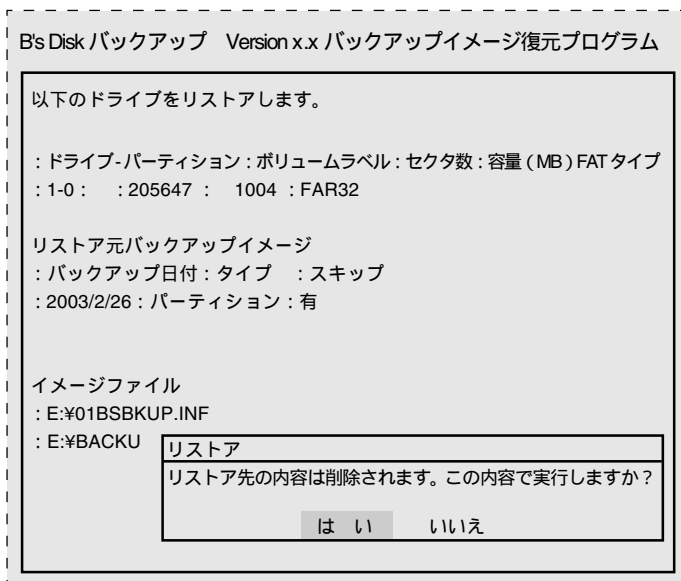 B's Disk バックアップ　Version x.x バックアップイメージ復元プログラム
以下のドライブをリストアします。
：ドライブ-パーティション：ボリュームラベル：セクタ数：容量（MB）FATタイプ
：1-0：　：205647：　1004：FAR32
リストア元バックアップイメージ
：バックアップ日付：タイプ　：スキップ
：2003/2/26：パーティション：有
イメージファイル
：E:¥01BSBKUP.INF
：E:¥BACKU
リストア
リストア先の内容は削除されます。この内容で実行しますか？
は　い　　いいえ